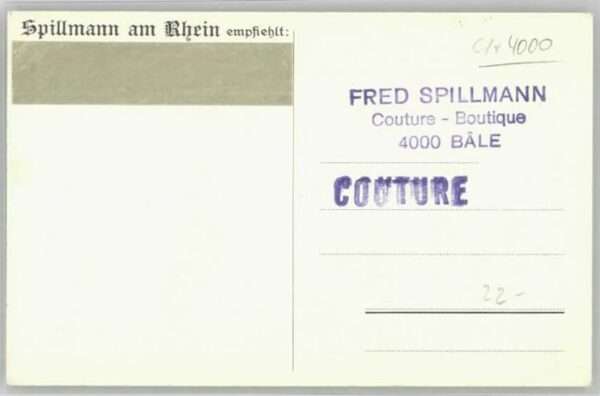 Spillmann am Rhein empfiehlt:
4000
FRED SPILLMANN
Couture - Boutique
4000 BÂLE
COUTURE
22-